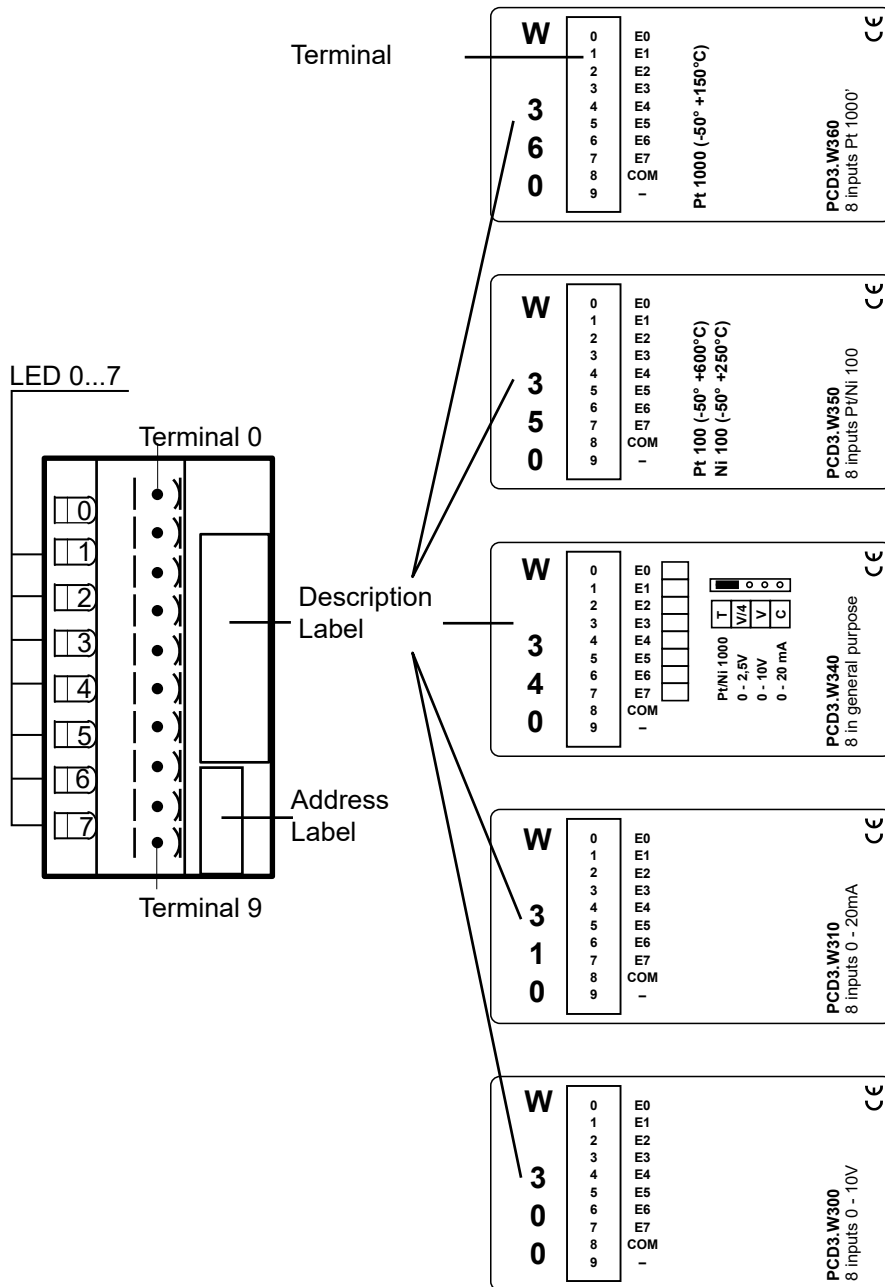 LED 0...7
Terminal 0
0
1
2
3
4
5
6
7
Description
Label
Address
Label
Terminal 9
Terminal
W
3
6
0
0 E0
1 E1
2 E2
3 E3
4 E4
5 E5
6 E6
7 E7
8 COM
9 –
Pt 1000 (-50° +150°C)
PCD3.W360
8 inputs Pt 1000'
CE
W
3
5
0
0 E0
1 E1
2 E2
3 E3
4 E4
5 E5
6 E6
7 E7
8 COM
9 –
Pt 100 (-50° +600°C)
Ni 100 (-50° +250°C)
PCD3.W350
8 inputs Pt/Ni 100
CE
W
3
4
0
0 E0
1 E1
2 E2
3 E3
4 E4
5 E5
6 E6
7 E7
8 COM
9 –
Pt/Ni 1000 T
0 - 2,5V V/4
0 - 10V V
0 - 20 mA C
PCD3.W340
8 in general purpose
CE
W
3
1
0
0 E0
1 E1
2 E2
3 E3
4 E4
5 E5
6 E6
7 E7
8 COM
9 –
PCD3.W310
8 inputs 0 - 20mA
CE
W
3
0
0
0 E0
1 E1
2 E2
3 E3
4 E4
5 E5
6 E6
7 E7
8 COM
9 –
PCD3.W300
8 inputs 0 - 10V
CE